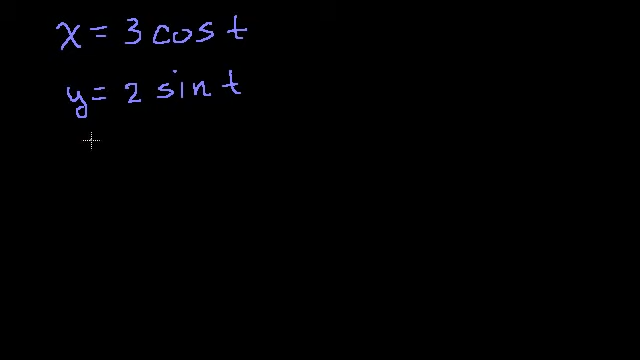 x = 3 cos t
y = 2 sin t